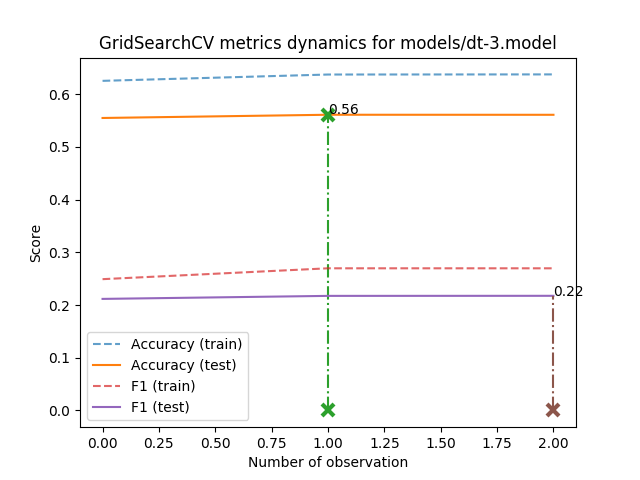 GridSearchCV metrics dynamics for models/dt-3.model
0.6
0.5
0.4
0.3
0.2
0.1
0.0
Score
0.56
0.22
Accuracy (train)
Accuracy (test)
F1 (train)
F1 (test)
0.00 0.25 0.50 0.75 1.00 1.25 1.50 1.75 2.00
Number of observation